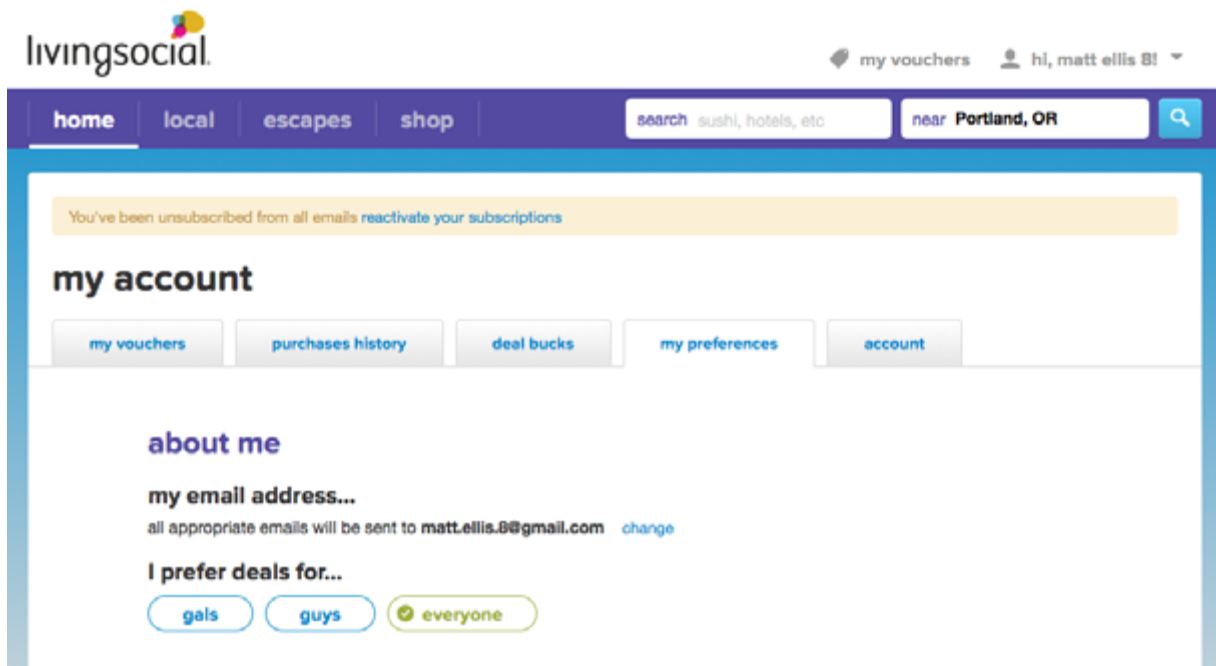 livingsocial.
my vouchers hi, matt ellis 8!
home local escapes shop search sushi, hotels, etc near Portland, OR
You've been unsubscribed from all emails reactivate your subscriptions
my account
my vouchers purchases history deal bucks my preferences account
about me
my email address...
all appropriate emails will be sent to matt.ellis.8@gmail.com change
I prefer deals for...
gals guys everyone